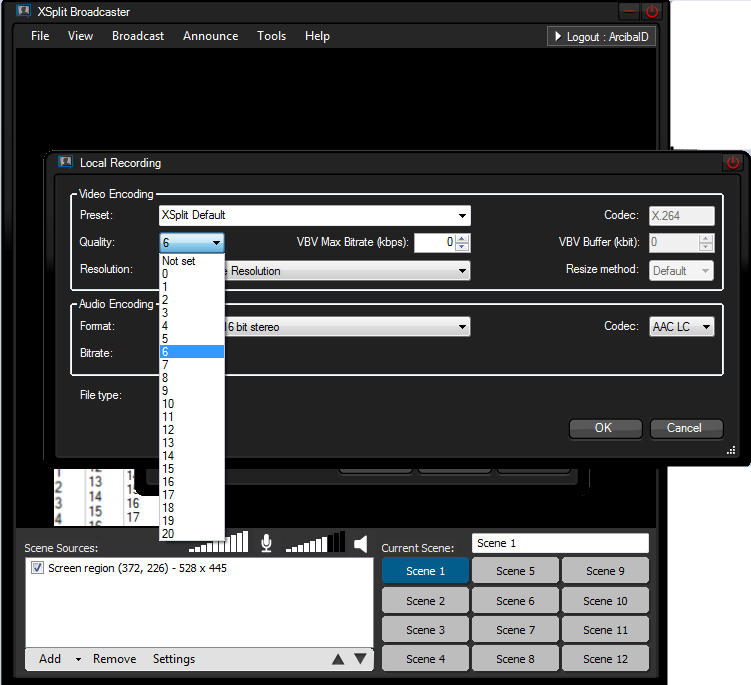 XSplit Broadcaster
File View Broadcast Announce Tools Help Logout : ArcibalD
Local Recording
Video Encoding
Preset: XSplit Default Codec: X.264
Quality: 6 VBV Max Bitrate (kbps): 0 VBV Buffer (kbit): 0
Resolution: e Resolution Resize method: Default
Not set
0
1
2
3
4
5
6
7
8
9
10
11
12
13
14
15
16
17
18
19
20
Audio Encoding
Format: 16 bit stereo Codec: AAC LC
Bitrate:
File type:
OK Cancel
1 12
2 13
3 14 16
4 15 17
16
Scene Sources: Current Scene: Scene 1
Screen region (372, 226) - 528 x 445
Scene 1 Scene 5 Scene 9
Scene 2 Scene 6 Scene 10
Scene 3 Scene 7 Scene 11
Scene 4 Scene 8 Scene 12
Add Remove Settings